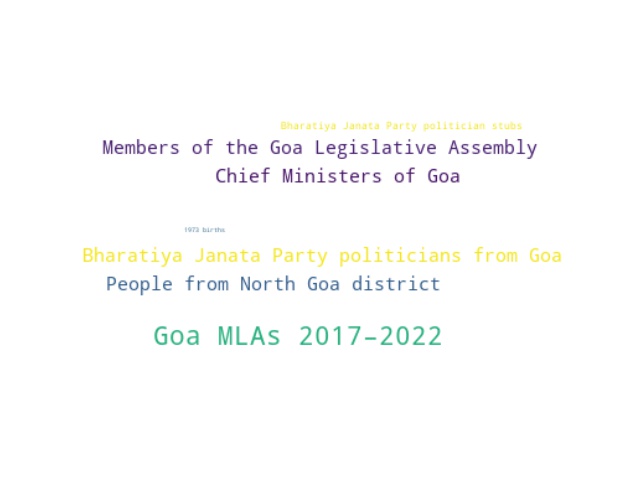 Bharatiya Janata Party politician stubs
Members of the Goa Legislative Assembly
Chief Ministers of Goa
1973 births
Bharatiya Janata Party politicians from Goa
People from North Goa district
Goa MLAs 2017–2022